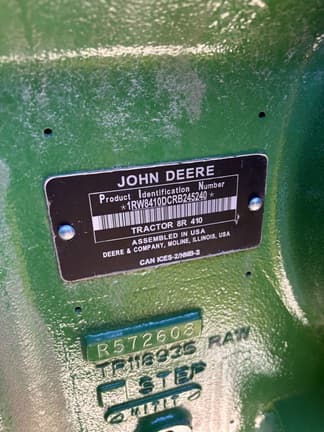 JOHN DEERE
Product Identification Number
*1RW8410DCRB245240*
TRACTOR 8R 410
ASSEMBLED IN USA
DEERE & COMPANY, MOLINE, ILLINOIS, USA
CAN ICES-2/NMB-2
R572608
TR118935 RAW
STEP